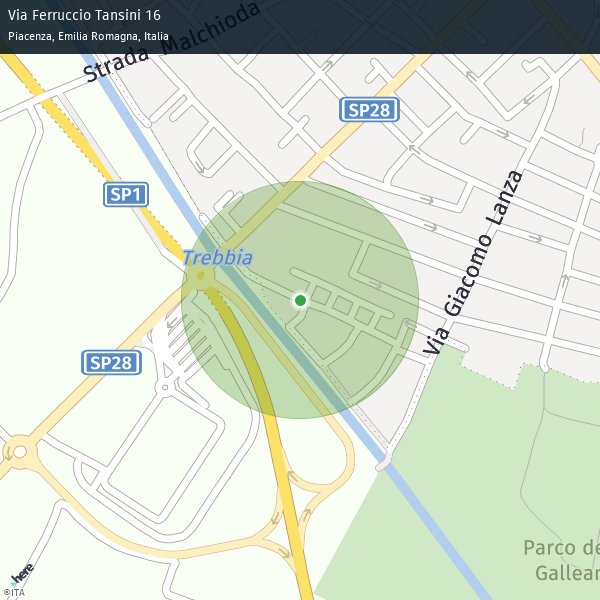 Via Ferruccio Tansini 16
Piacenza, Emilia Romagna, Italia
Strada Malchioda
SP28
SP1
Via Giacomo Lanza
Trebbia
SP28
Parco de
Gallear
here
©ITA